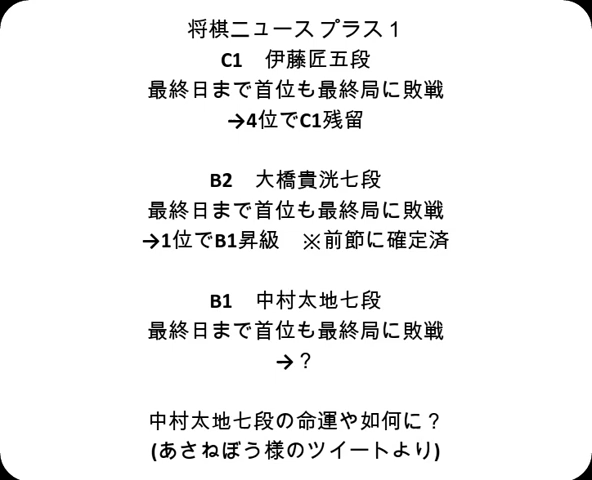 将棋ニュース プラス１
C1　伊藤匠五段
最終日まで首位も最終局に敗戦
→4位でC1残留
B2　大橋貴洸七段
最終日まで首位も最終局に敗戦
→1位でB1昇級　※前節に確定済
B1　中村太地七段
最終日まで首位も最終局に敗戦
→？
中村太地七段の命運や如何に？
(あさねぼう様のツイートより)